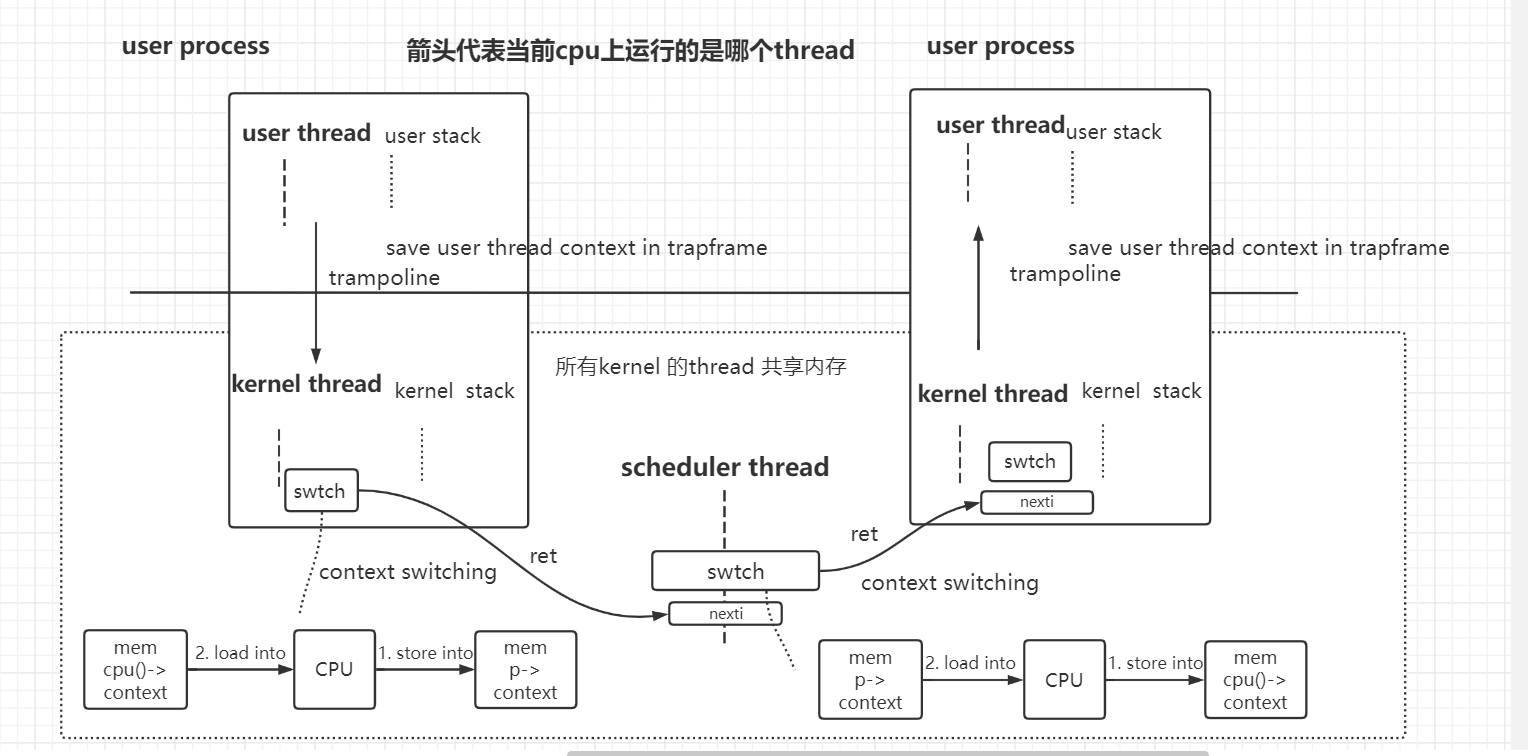 user process
箭头代表当前cpu上运行的是哪个thread
user process
user thread
user stack
save user thread context in trapframe
trampoline
kernel thread
kernel stack
swtch
ret
context switching
mem
cpu()->
context
2. load into
CPU
1. store into
mem
p->
context
所有kernel 的thread 共享内存
scheduler thread
swtch
nexti
ret
context switching
user thread
user stack
save user thread context in trapframe
trampoline
kernel thread
kernel stack
swtch
nexti
mem
p->
context
2. load into
CPU
1. store into
mem
cpu()->
context